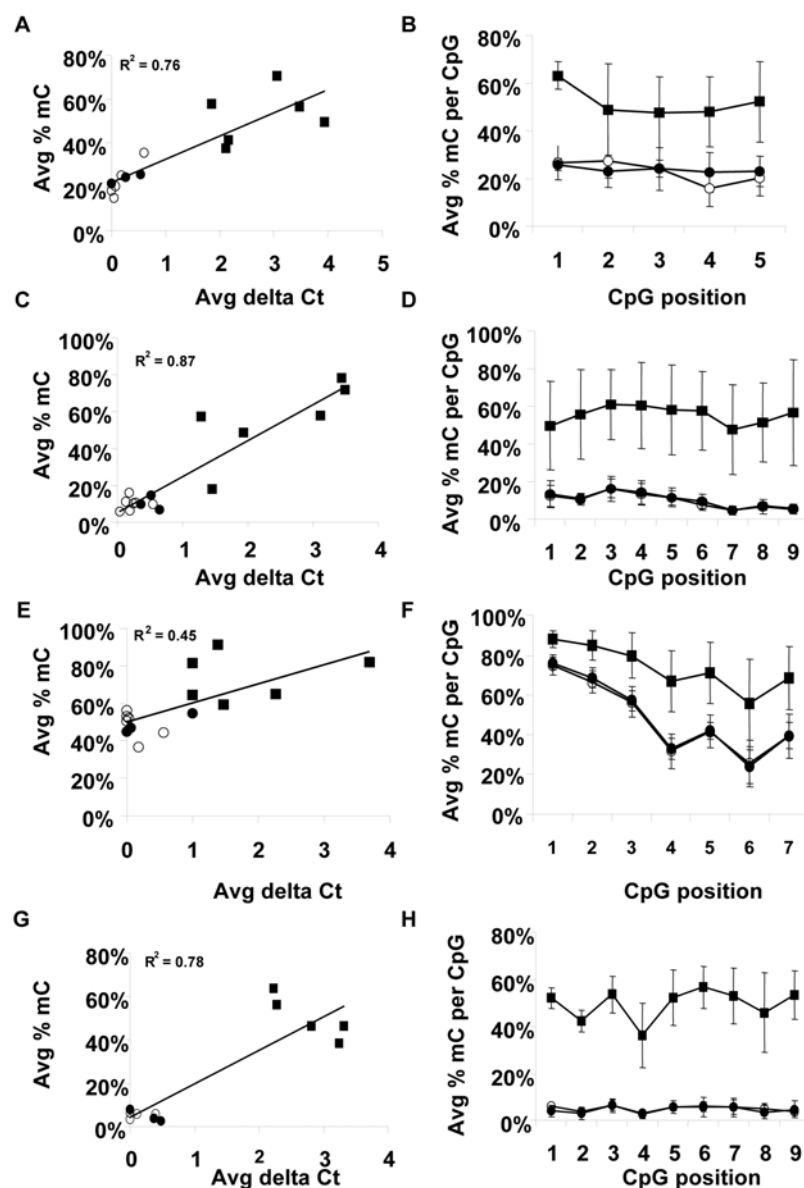 A
Avg % mC
80%
60%
40%
20%
0%
R² = 0.76
0 1 2 3 4 5
Avg delta Ct
B
Avg % mC per CpG
80%
60%
40%
20%
0%
1 2 3 4 5
CpG position
C
Avg % mC
100%
80%
60%
40%
20%
0%
R² = 0.87
0 1 2 3 4
Avg delta Ct
D
Avg % mC per CpG
100%
80%
60%
40%
20%
0%
1 2 3 4 5 6 7 8 9
CpG position
E
Avg % mC
100%
80%
60%
40%
20%
0%
R² = 0.45
0 1 2 3 4
Avg delta Ct
F
Avg % mC per CpG
100%
80%
60%
40%
20%
0%
1 2 3 4 5 6 7
CpG position
G
Avg % mC
80%
60%
40%
20%
0%
R² = 0.78
0 1 2 3 4
Avg delta Ct
H
Avg % mC per CpG
80%
60%
40%
20%
0%
1 2 3 4 5 6 7 8 9
CpG position